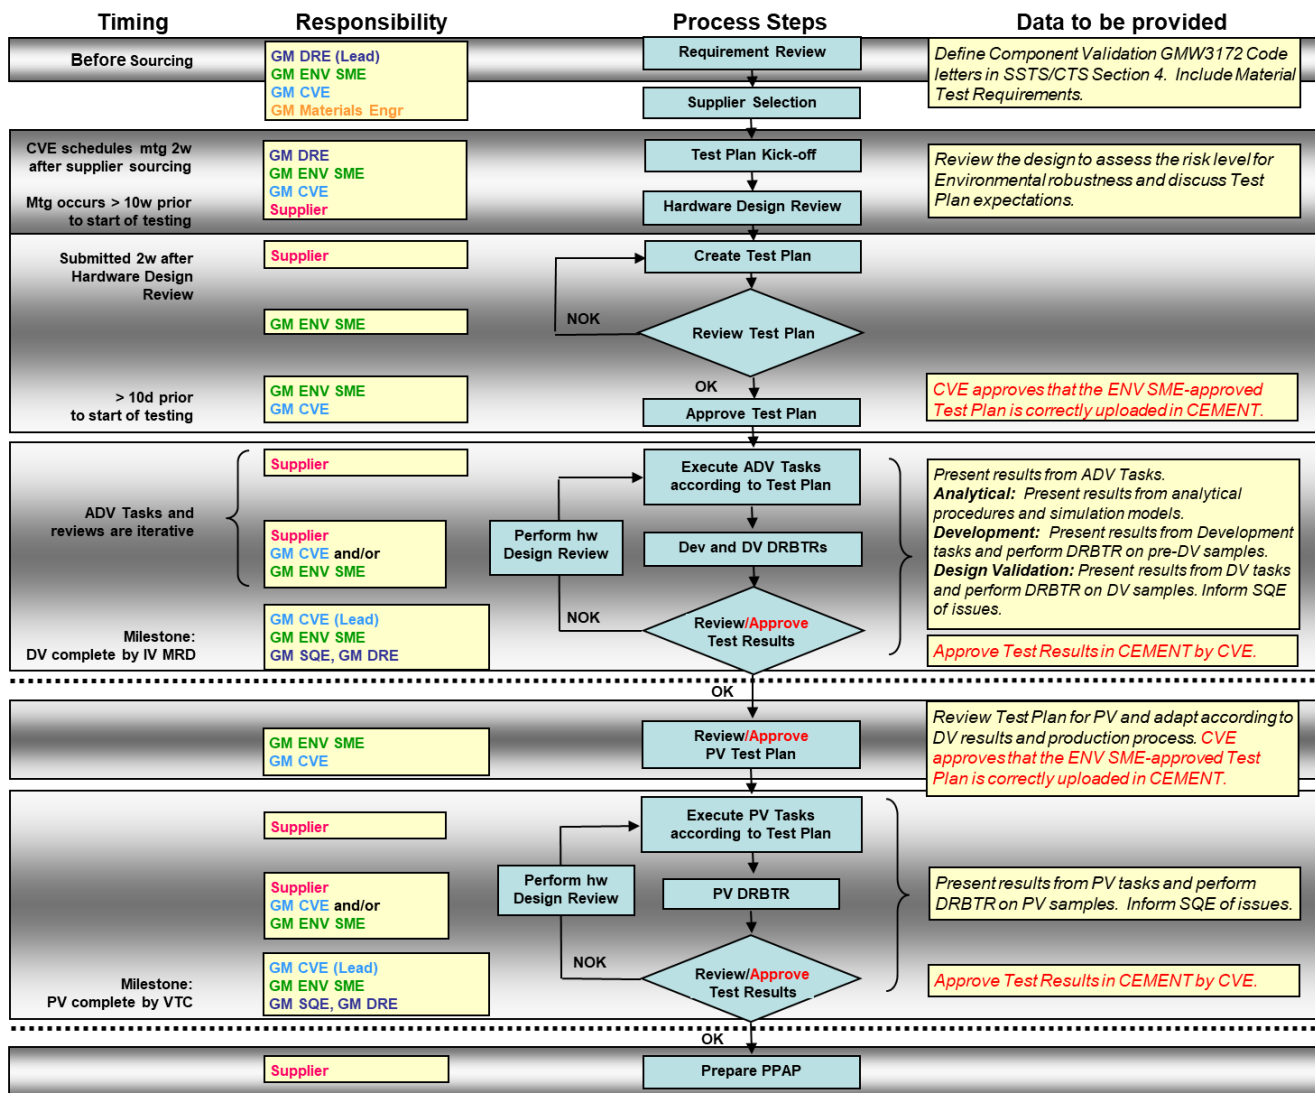 Timing
Responsibility
Process Steps
Data to be provided
Before Sourcing
GM DRE (Lead)
GM ENV SME
GM CVE
GM Materials Engr
Requirement Review
Supplier Selection
Define Component Validation GMW3172 Code
letters in SSTS/CTS Section 4. Include Material
Test Requirements.
CVE schedules mtg 2w
after supplier sourcing
Mtg occurs > 10w prior
to start of testing
GM DRE
GM ENV SME
GM CVE
Supplier
Test Plan Kick-off
Hardware Design Review
Review the design to assess the risk level for
Environmental robustness and discuss Test
Plan expectations.
Submitted 2w after
Hardware Design
Review
Supplier
Create Test Plan
GM ENV SME
NOK
Review Test Plan
OK
> 10d prior
to start of testing
GM ENV SME
GM CVE
Approve Test Plan
CVE approves that the ENV SME-approved
Test Plan is correctly uploaded in CEMENT.
ADV Tasks and
reviews are iterative
Supplier
Execute ADV Tasks
according to Test Plan
Supplier
GM CVE and/or
GM ENV SME
Perform hw
Design Review
Dev and DV DRBTRs
Present results from ADV Tasks.
Analytical: Present results from analytical
procedures and simulation models.
Development: Present results from Development
tasks and perform DRBTR on pre-DV samples.
Design Validation: Present results from DV tasks
and perform DRBTR on DV samples. Inform SQE
of issues.
Milestone:
DV complete by IV MRD
GM CVE (Lead)
GM ENV SME
GM SQE, GM DRE
NOK
Review/Approve
Test Results
Approve Test Results in CEMENT by CVE.
OK
GM ENV SME
GM CVE
Review/Approve
PV Test Plan
Review Test Plan for PV and adapt according to
DV results and production process. CVE
approves that the ENV SME-approved Test
Plan is correctly uploaded in CEMENT.
Supplier
Execute PV Tasks
according to Test Plan
Supplier
GM CVE and/or
GM ENV SME
Perform hw
Design Review
PV DRBTR
Present results from PV tasks and perform
DRBTR on PV samples. Inform SQE of issues.
Milestone:
PV complete by VTC
GM CVE (Lead)
GM ENV SME
GM SQE, GM DRE
NOK
Review/Approve
Test Results
Approve Test Results in CEMENT by CVE.
OK
Supplier
Prepare PPAP